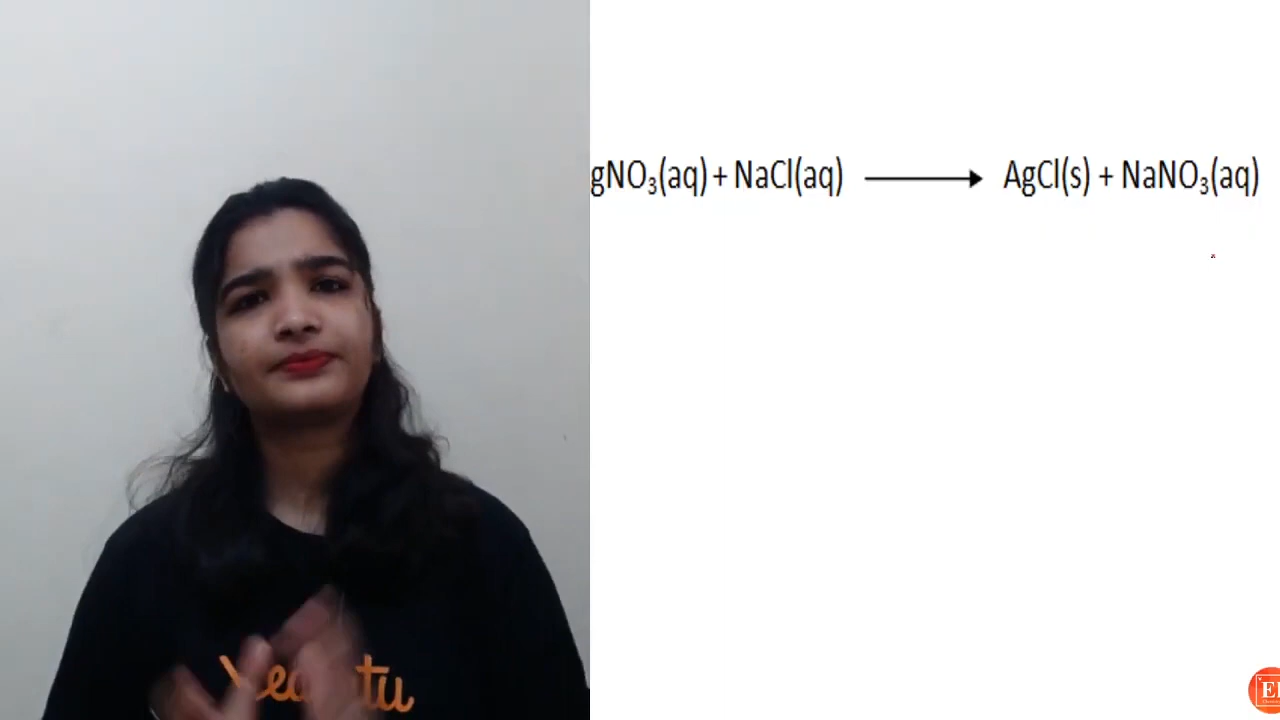 gNO₃(aq) + NaCl(aq) ⟶ AgCl(s) + NaNO₃(aq)